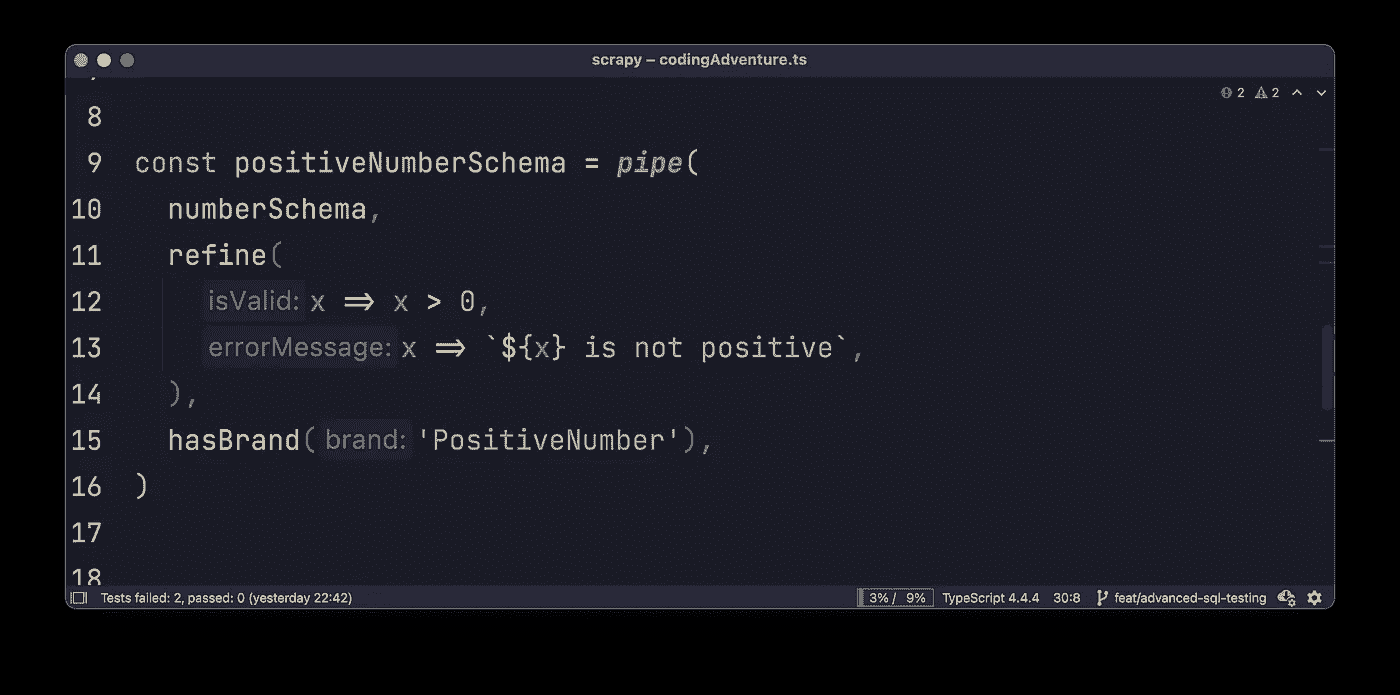 scrapy – codingAdventure.ts
2 2
8
9 const positiveNumberSchema = pipe(
10 numberSchema,
11 refine(
12 isValid: x => x > 0,
13 errorMessage: x => `${x} is not positive`,
14 ),
15 hasBrand( brand: 'PositiveNumber'),
16 )
17
18
Tests failed: 2, passed: 0 (yesterday 22:42) 3% / 9% TypeScript 4.4.4 30:8 feat/advanced-sql-testing